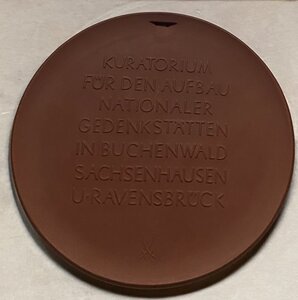 KURATORIUM
FÜR DEN AUFBAU
NATIONALER
GEDENKSTÄTTEN
IN BUCHENWALD
SACHSENHAUSEN
U·RAVENSBRÜCK